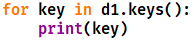 for key in d1.keys():
    print(key)